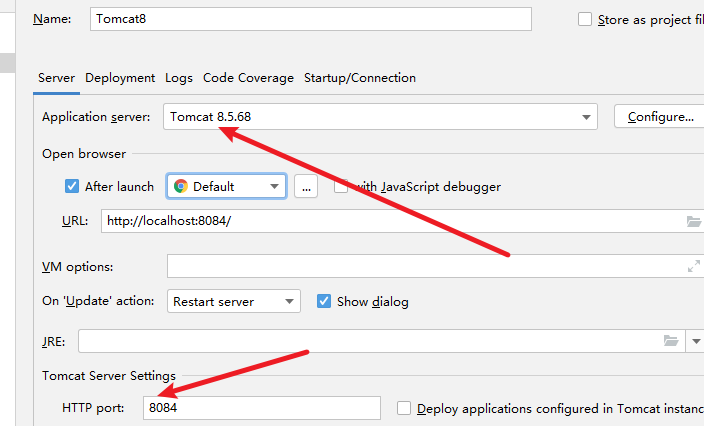 Name: Tomcat8 Store as project fil
Server Deployment Logs Code Coverage Startup/Connection
Application server: Tomcat 8.5.68 Configure...
Open browser
After launch Default ... with JavaScript debugger
URL: http://localhost:8084/
VM options:
On 'Update' action: Restart server Show dialog
JRE:
Tomcat Server Settings
HTTP port: 8084 Deploy applications configured in Tomcat instanc